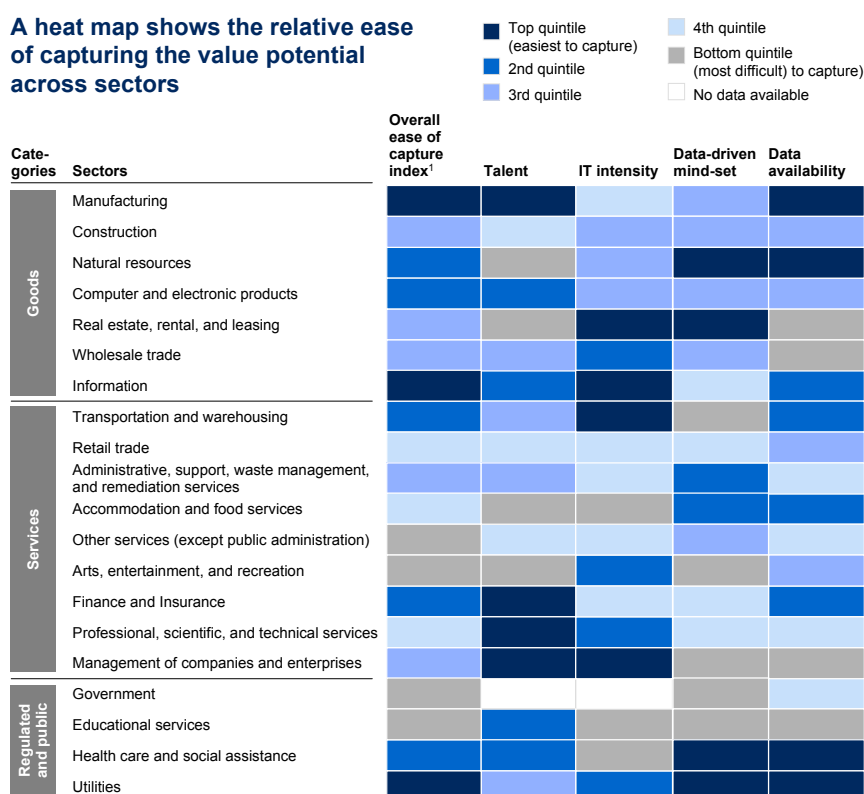 A heat map shows the relative ease
of capturing the value potential
across sectors
Top quintile
(easiest to capture)
2nd quintile
3rd quintile
4th quintile
Bottom quintile
(most difficult) to capture)
No data available
Cate-
gories
Sectors
Overall
ease of
capture
index1
Talent
IT intensity
Data-driven
mind-set
Data
availability
Goods
Manufacturing
Construction
Natural resources
Computer and electronic products
Real estate, rental, and leasing
Wholesale trade
Information
Services
Transportation and warehousing
Retail trade
Administrative, support, waste management,
and remediation services
Accommodation and food services
Other services (except public administration)
Arts, entertainment, and recreation
Finance and Insurance
Professional, scientific, and technical services
Management of companies and enterprises
Regulated
and public
Government
Educational services
Health care and social assistance
Utilities